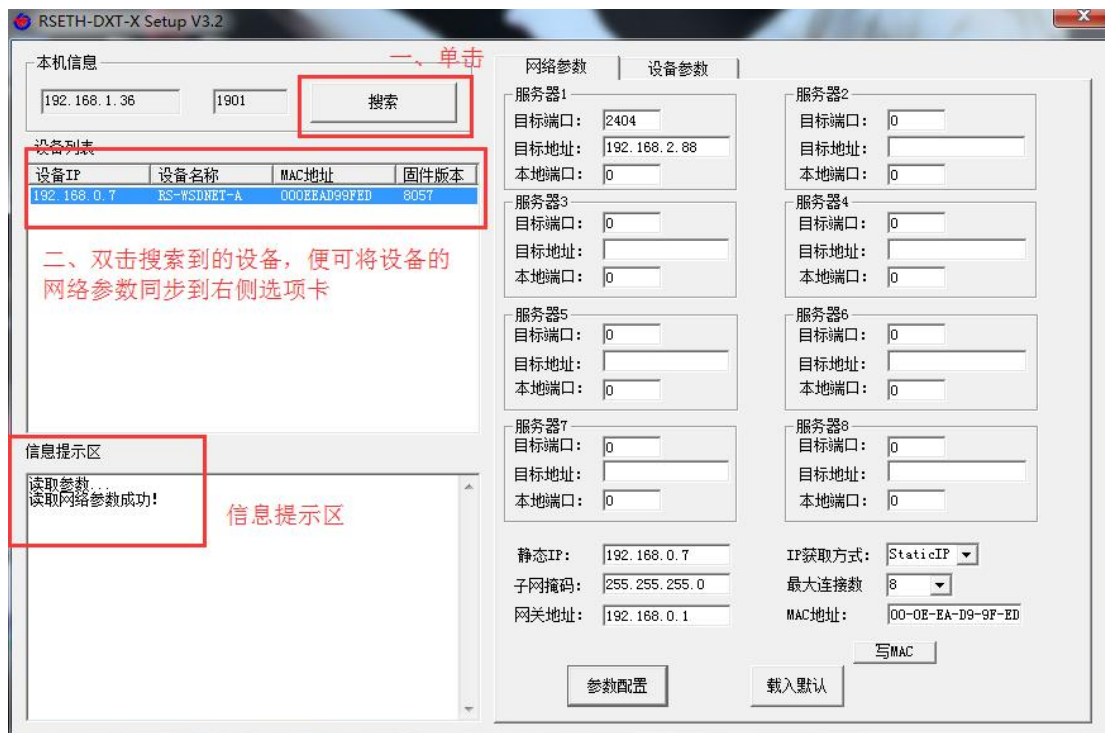 RSETH-DXT-X Setup V3.2
X
本机信息
一、单击
192.168.1.36
1901
搜索
设备列表
设备IP 设备名称 MAC地址 固件版本
192.168.0.7 RS-WSDNET-A 000EEAD99FED 8057
二、双击搜索到的设备，便可将设备的
网络参数同步到右侧选项卡
信息提示区
读取参数...
读取网络参数成功!
信息提示区
网络参数 设备参数
服务器1
目标端口: 2404
目标地址: 192.168.2.88
本地端口: 0
服务器2
目标端口: 0
目标地址:
本地端口: 0
服务器3
目标端口: 0
目标地址:
本地端口: 0
服务器4
目标端口: 0
目标地址:
本地端口: 0
服务器5
目标端口: 0
目标地址:
本地端口: 0
服务器6
目标端口: 0
目标地址:
本地端口: 0
服务器7
目标端口: 0
目标地址:
本地端口: 0
服务器8
目标端口: 0
目标地址:
本地端口: 0
静态IP: 192.168.0.7
IP获取方式: StaticIP
子网掩码: 255.255.255.0
最大连接数 8
网关地址: 192.168.0.1
MAC地址: 00-0E-EA-D9-9F-ED
写MAC
参数配置
载入默认